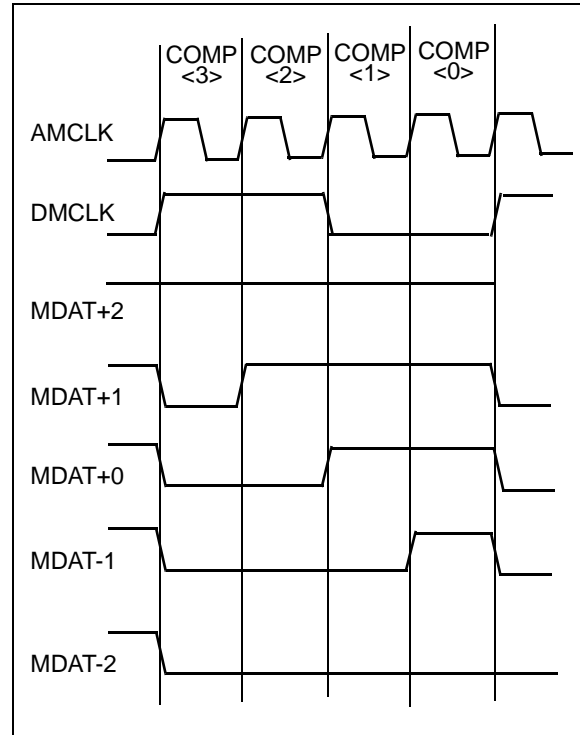 COMP COMP COMP COMP
<3> <2> <1> <0>
AMCLK
DMCLK
MDAT+2
MDAT+1
MDAT+0
MDAT-1
MDAT-2